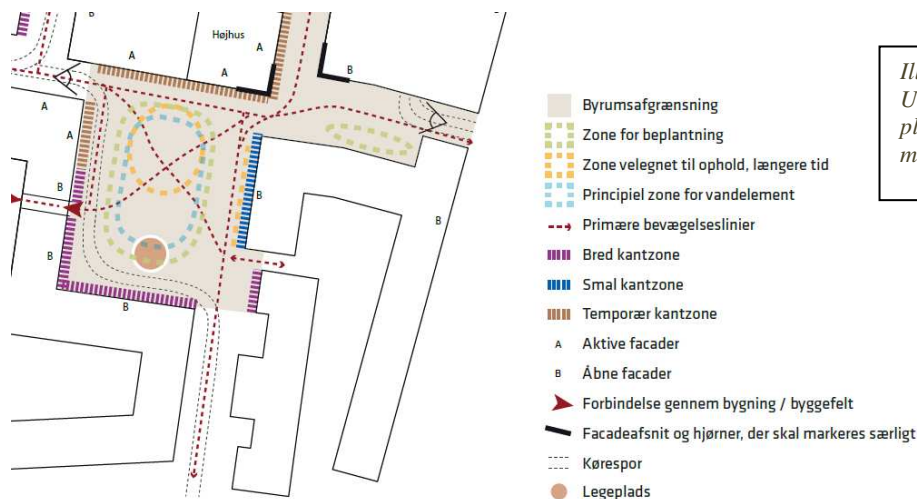 B
Højhus
A
A
A
B
A
A
B
B
B
B
B
Byrumsafgrænsning
Zone for beplantning
Zone velegnet til ophold, længere tid
Principiel zone for vandelement
Primære bevægelseslinier
Bred kantzone
Smal kantzone
Temporær kantzone
A Aktive facader
B Åbne facader
Forbindelse gennem bygning / byggefelt
Facadeafsnit og hjørner, der skal markeres særligt
Kørespor
Legeplads